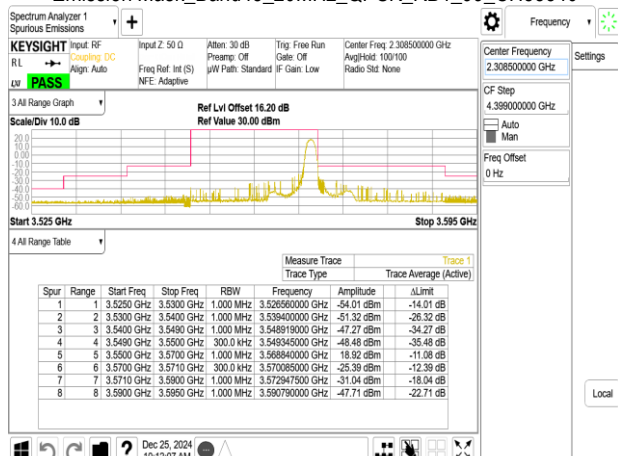 Spectrum Analyzer 1
Spurious Emissions
Frequency
KEYSIGHT
Input: RF
Coupling: DC
Align: Auto
Input Z: 50 Ω
Freq Ref: Int (S)
NFE: Adaptive
Atten: 30 dB
Preamp: Off
µW Path: Standard
Trig: Free Run
Gate: Off
IF Gain: Low
Center Freq: 2.308500000 GHz
Avg|Hold: 100/100
Radio Std: None
RL
PASS
Center Frequency
2.308500000 GHz
Settings
CF Step
4.399000000 GHz
Auto
Man
Freq Offset
0 Hz
Local
3 All Range Graph
Scale/Div 10.0 dB
Ref Lvl Offset 16.20 dB
Ref Value 30.00 dBm
20.0
10.0
0.00
-10.0
-20.0
-30.0
-40.0
-50.0
-60.0
Start 3.525 GHz
Stop 3.595 GHz
4 All Range Table
Measure Trace Trace 1
Trace Type Trace Average (Active)
Spur Range Start Freq Stop Freq RBW Frequency Amplitude ΔLimit
1 1 3.5250 GHz 3.5300 GHz 1.000 MHz 3.526560000 GHz -54.01 dBm -14.01 dB
2 2 3.5300 GHz 3.5400 GHz 1.000 MHz 3.539400000 GHz -51.32 dBm -26.32 dB
3 3 3.5400 GHz 3.5490 GHz 1.000 MHz 3.548919000 GHz -47.27 dBm -34.27 dB
4 4 3.5490 GHz 3.5500 GHz 300.0 kHz 3.549345000 GHz -48.48 dBm -35.48 dB
5 5 3.5500 GHz 3.5700 GHz 1.000 MHz 3.568840000 GHz 18.92 dBm -11.08 dB
6 6 3.5700 GHz 3.5710 GHz 300.0 kHz 3.570085000 GHz -25.39 dBm -12.39 dB
7 7 3.5710 GHz 3.5900 GHz 1.000 MHz 3.572947500 GHz -31.04 dBm -18.04 dB
8 8 3.5900 GHz 3.5950 GHz 1.000 MHz 3.590790000 GHz -47.71 dBm -22.71 dB
Dec 25, 2024